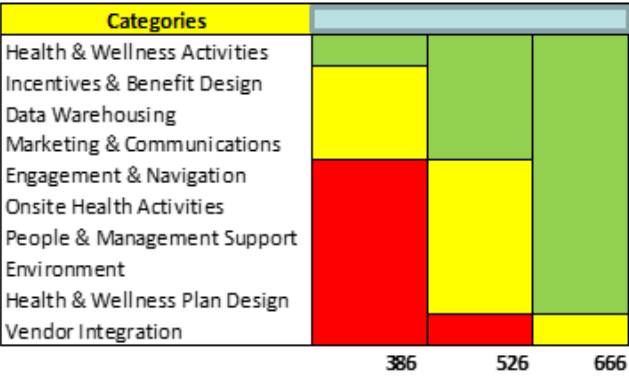 Categories
Health & Wellness Activities
Incentives & Benefit Design
Data Warehousing
Marketing & Communications
Engagement & Navigation
Onsite Health Activities
People & Management Support
Environment
Health & Wellness Plan Design
Vendor Integration
386 526 666